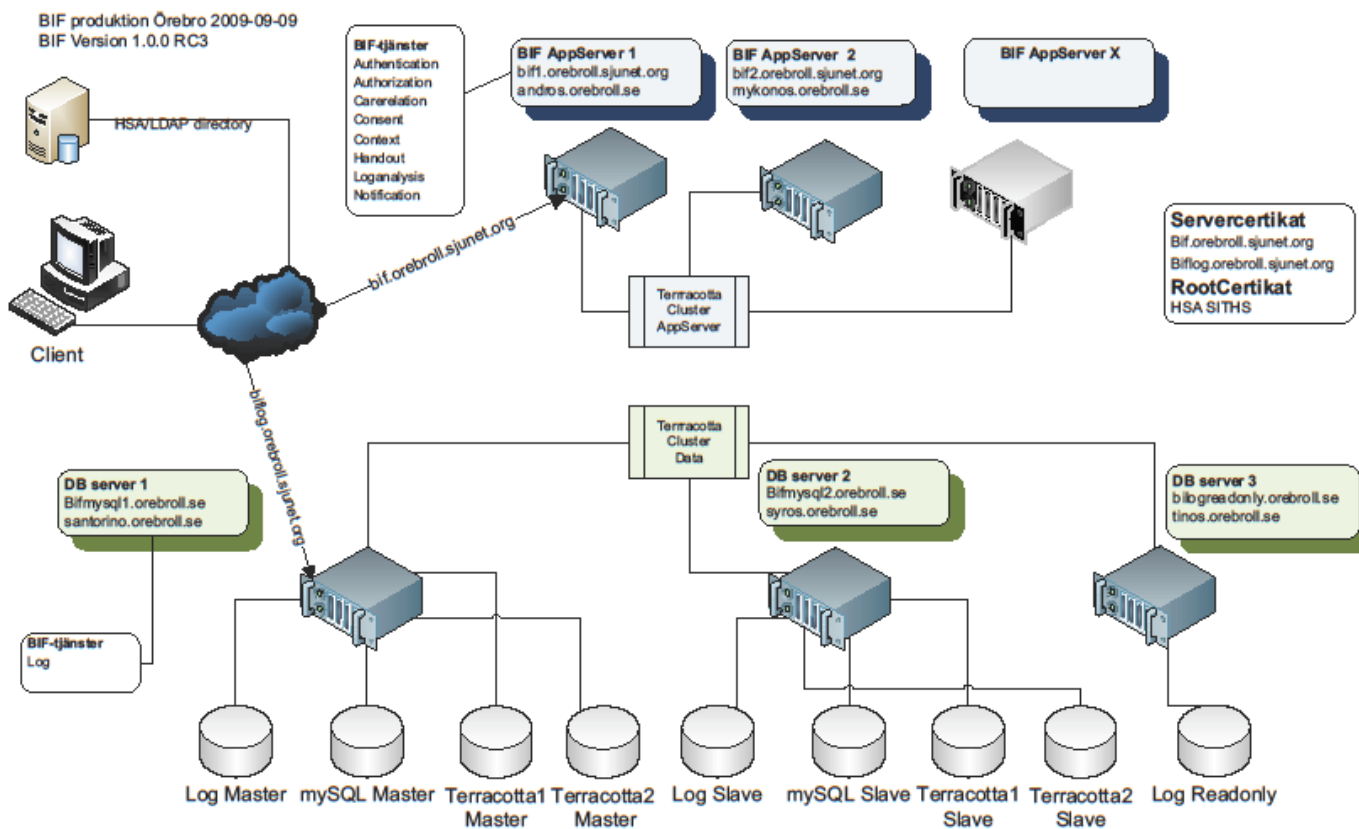 BIF produktion Örebro 2009-09-09
BIF Version 1.0.0 RC3
HSA/LDAP directory
Client
BIF-tjänster
Authentication
Authorization
Carerelation
Consent
Context
Handout
Loganalysis
Notification
BIF AppServer 1
bif1.orebroll.sjunet.org
andros.orebroll.se
BIF AppServer 2
bif2.orebroll.sjunet.org
mykonos.orebroll.se
BIF AppServer X
bif.orebroll.sjunet.org
Terracotta
Cluster
AppServer
Servercertikat
Bif.orebroll.sjunet.org
Biflog.orebroll.sjunet.org
RootCertikat
HSA SITHS
biflog.orebroll.sjunet.org
Terracotta
Cluster
Data
DB server 1
Bifmysql1.orebroll.se
santorino.orebroll.se
DB server 2
Bifmysql2.orebroll.se
syros.orebroll.se
DB server 3
bilogreadonly.orebroll.se
tinos.orebroll.se
BIF-tjänster
Log
Log Master
mySQL Master
Terracotta1
Master
Terracotta2
Master
Log Slave
mySQL Slave
Terracotta1
Slave
Terracotta2
Slave
Log Readonly